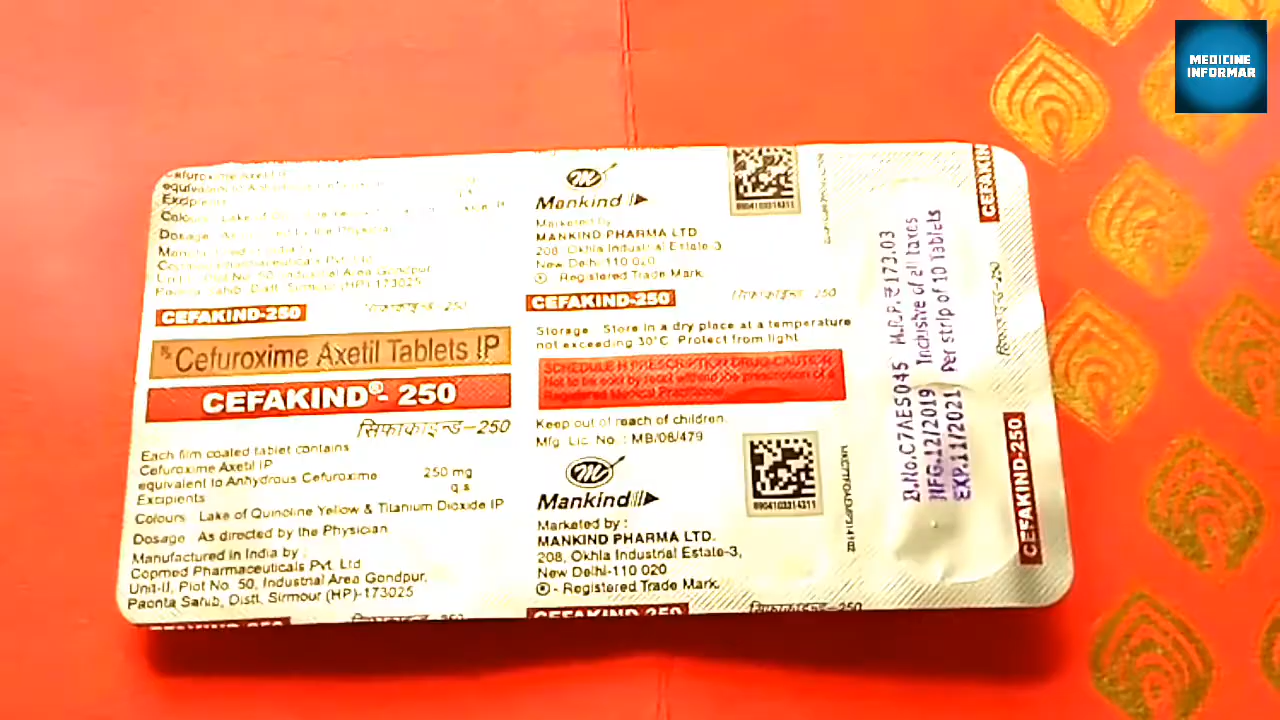 MEDICINE
INFORMAR
Excipients
CEFAKIND-250
℞ Cefuroxime Axetil Tablets IP
CEFAKIND®- 250
सिफाकाइन्ड-250
Each film coated tablet contains
Cefuroxime Axetil IP
equivalent to Anhydrous Cefuroxime 250 mg
Excipients q.s.
Colours Lake of Quinoline Yellow & Titanium Dioxide IP
Dosage As directed by the Physician
Manufactured in India by :
Copmed Pharmaceuticals Pvt. Ltd.
Unit-II, Plot No. 50, Industrial Area Gondpur,
Paonta Sahib, Distt. Sirmour (HP)-173025
Mankind
Marketed by
MANKIND PHARMA LTD
208, Okhla Industrial Estate-3
New Delhi-110 020
- Registered Trade Mark.
CEFAKIND-250
सिफाकाइन्ड-250
Storage Store in a dry place at a temperature
not exceeding 30°C Protect from light
SCHEDULE H PRESCRIPTION DRUG-CAUTION
Not to be sold by retail without the prescription of a
Registered Medical Practitioner
Keep out of reach of children.
Mfg. Lic. No. : MB/08/479
Mankind
Marketed by :
MANKIND PHARMA LTD.
208, Okhla Industrial Estate-3,
New Delhi-110 020
- Registered Trade Mark.
CEFAKIND-250
सिफाकाइन्ड-250
8904103314311
8904103314311
B.No.C7AES045 M.R.P.₹173.03
MFG.12/2019 Inclusive of all taxes
EXP.11/2021 Per strip of 10 Tablets
CEFAKIN
CEFAKIND-250